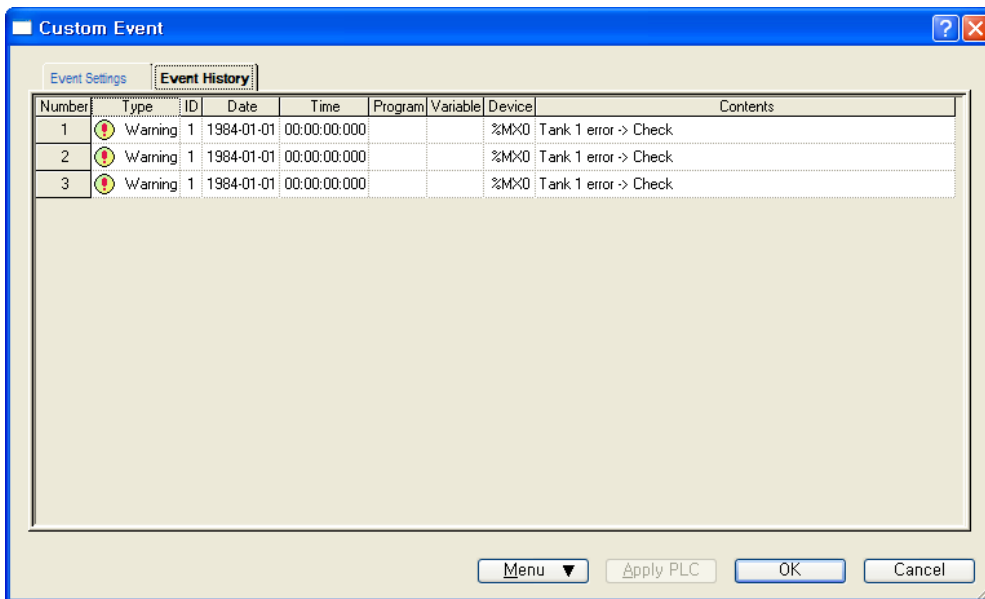 Custom Event
Event Settings Event History
Number Type ID Date Time Program Variable Device Contents
1 Warning 1 1984-01-01 00:00:00:000 %MX0 Tank 1 error -> Check
2 Warning 1 1984-01-01 00:00:00:000 %MX0 Tank 1 error -> Check
3 Warning 1 1984-01-01 00:00:00:000 %MX0 Tank 1 error -> Check
Menu ▼ Apply PLC OK Cancel